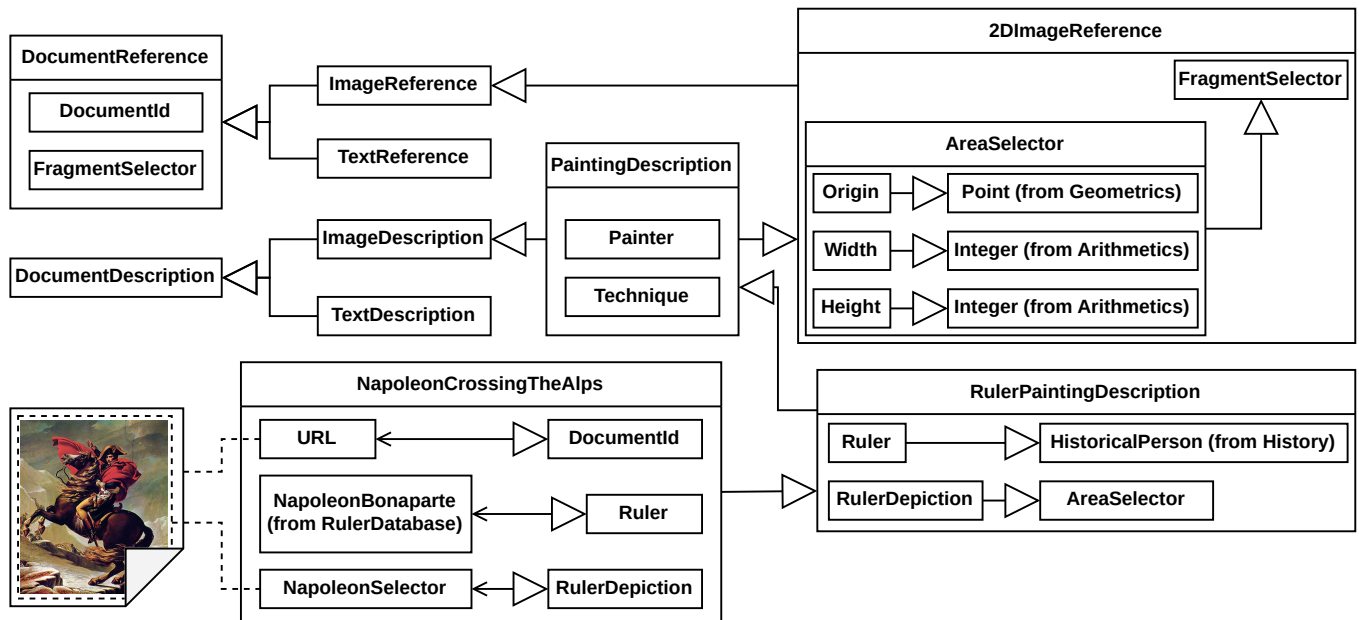 DocumentReference
DocumentId
FragmentSelector
ImageReference
TextReference
2DImageReference
FragmentSelector
AreaSelector
Origin
Point (from Geometrics)
Width
Integer (from Arithmetics)
Height
Integer (from Arithmetics)
PaintingDescription
Painter
Technique
DocumentDescription
ImageDescription
TextDescription
NapoleonCrossingTheAlps
URL
DocumentId
NapoleonBonaparte
(from RulerDatabase)
Ruler
NapoleonSelector
RulerDepiction
RulerPaintingDescription
Ruler
HistoricalPerson (from History)
RulerDepiction
AreaSelector